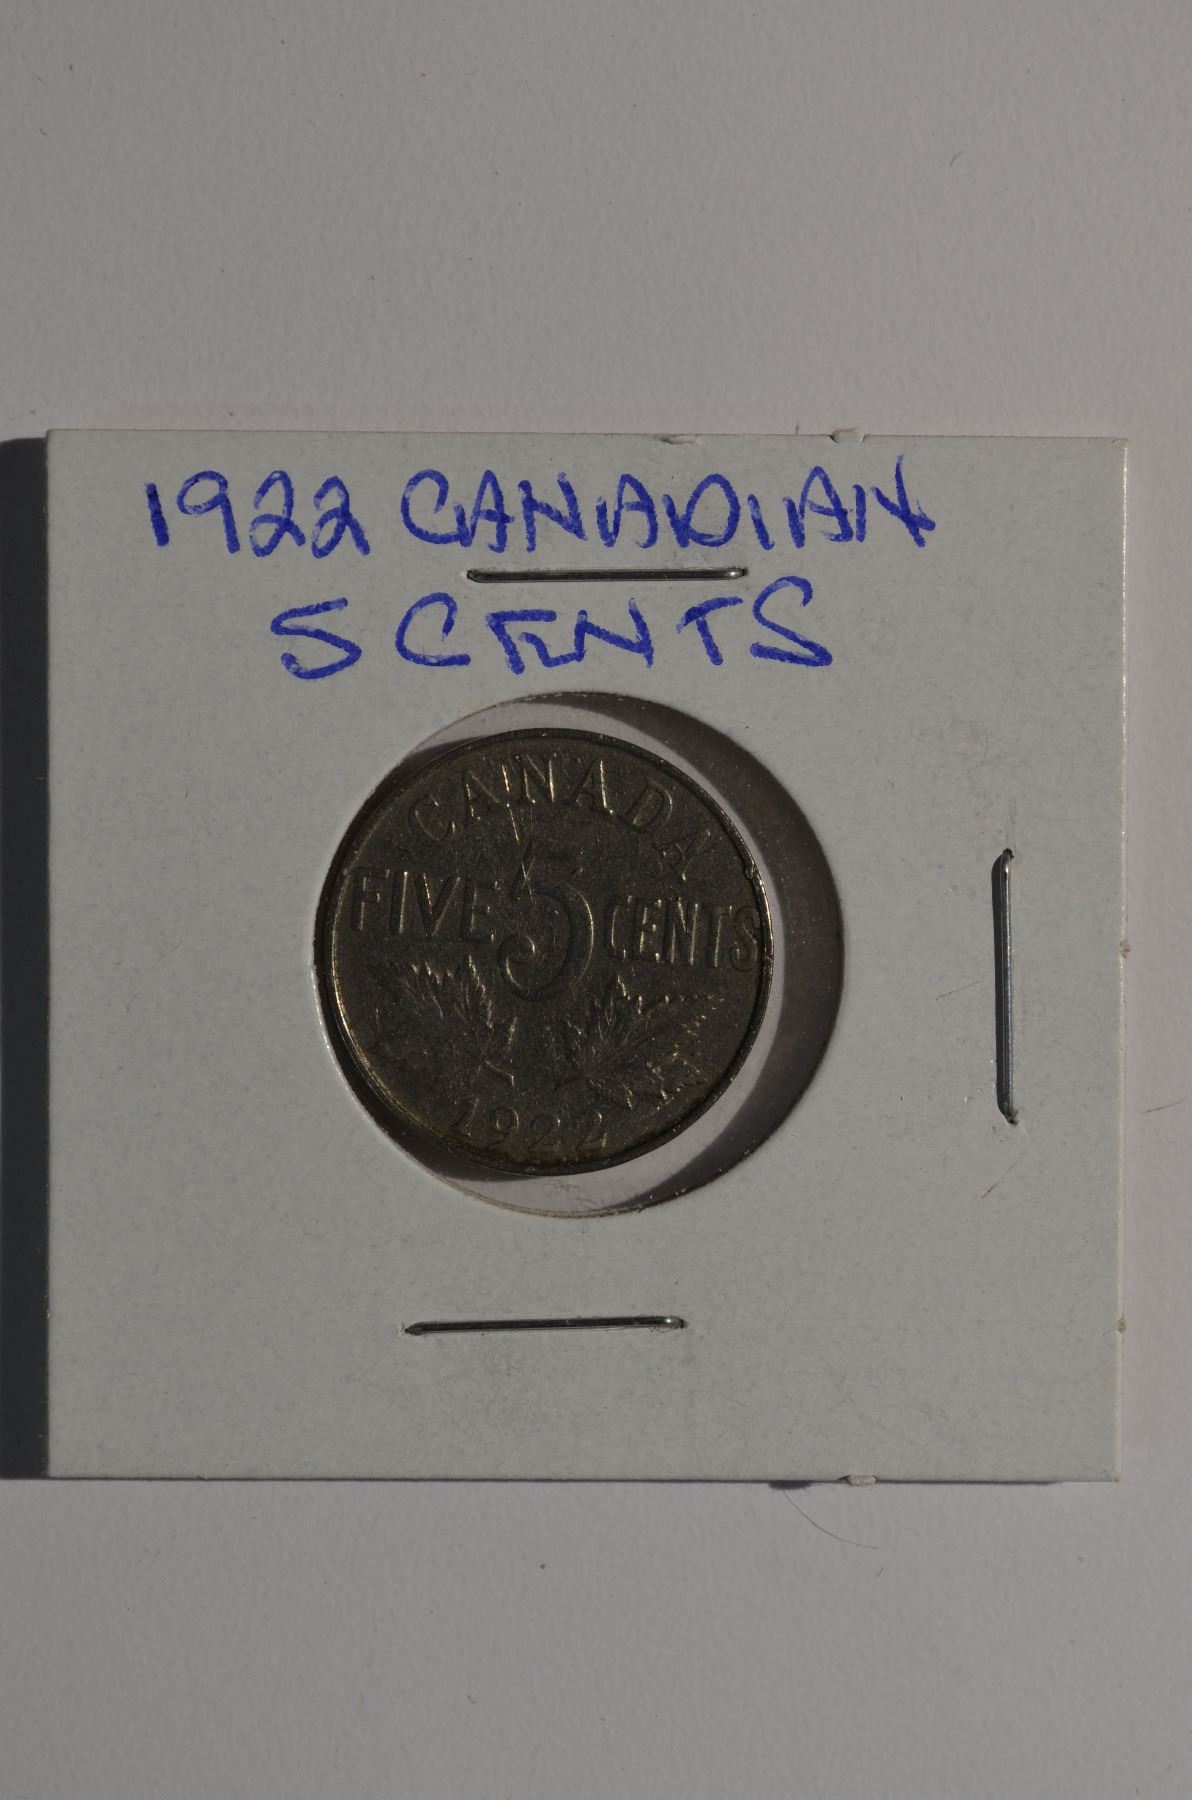 1922 CANADIAN
5 CENTS
CANADA
FIVE 5 CENTS
1922